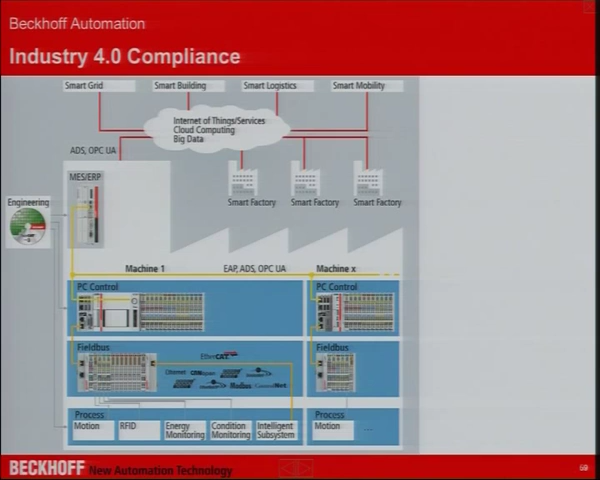 Beckhoff Automation
Industry 4.0 Compliance
Smart Grid
Smart Building
Smart Logistics
Smart Mobility
Internet of Things/Services
Cloud Computing
Big Data
ADS, OPC UA
MES/ERP
Engineering
Smart Factory
Smart Factory
Smart Factory
Machine 1
EAP, ADS, OPC UA
Machine x
PC Control
PC Control
Fieldbus
EtherCAT
Fieldbus
Ethernet
CANopen
Modbus
Process
Motion
RFID
Energy
Monitoring
Condition
Monitoring
Intelligent
Subsystem
Process
Motion
BECKHOFF New Automation Technology